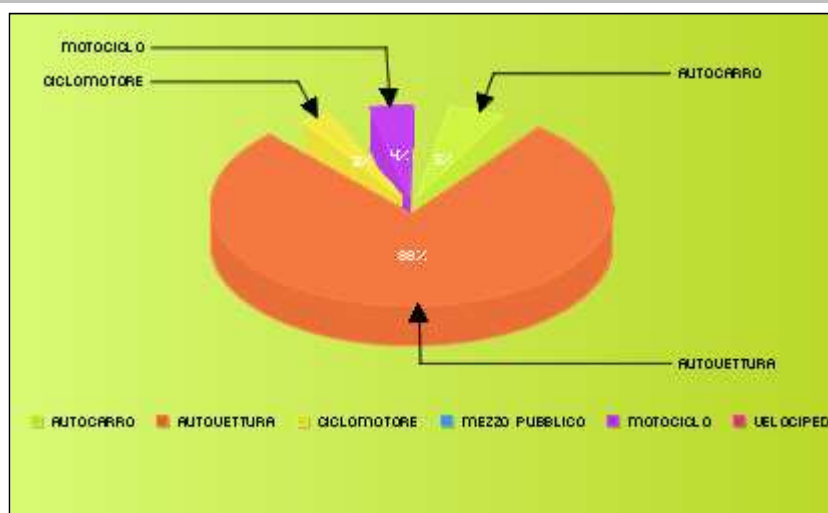 MOTOCICLO
CICLOMOTORE
AUTOCARRO
4%
88%
AUTOVETTURA
AUTOCARRO AUTOVETTURA CICLOMOTORE MEZZO PUBBLICO MOTOCICLO VELOCIPED